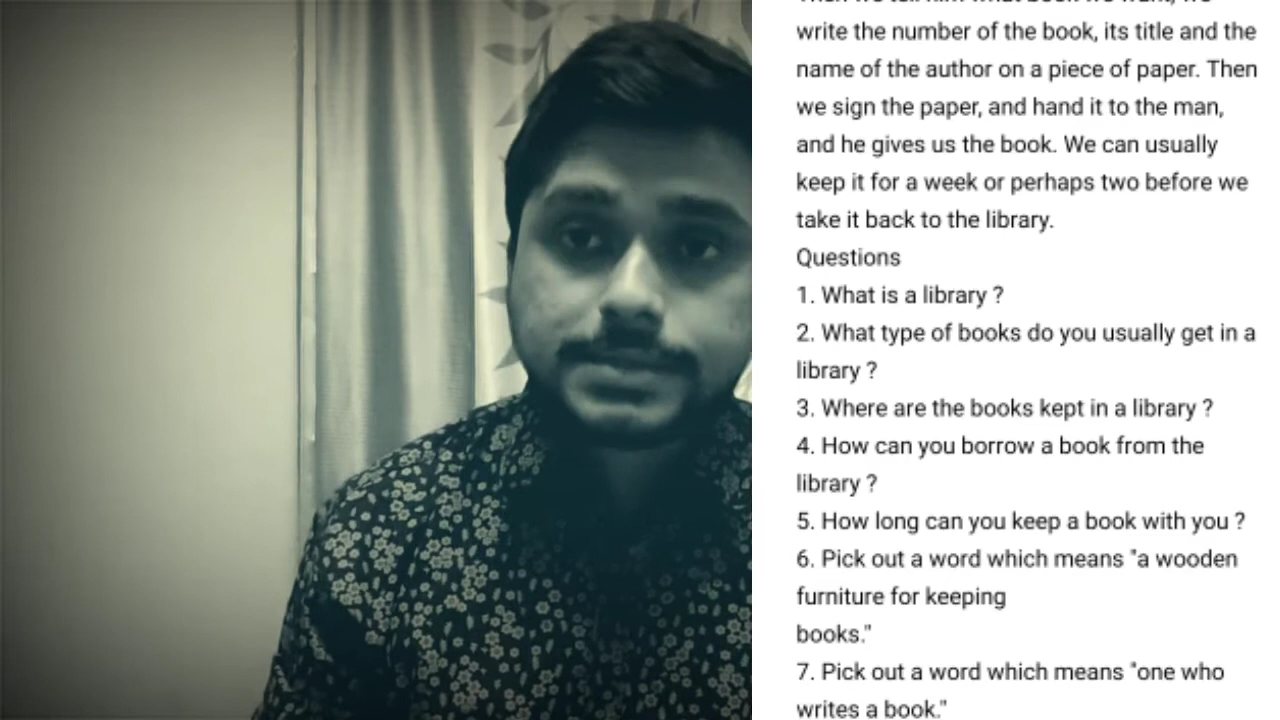 write the number of the book, its title and the
name of the author on a piece of paper. Then
we sign the paper, and hand it to the man,
and he gives us the book. We can usually
keep it for a week or perhaps two before we
take it back to the library.
Questions
1. What is a library ?
2. What type of books do you usually get in a
library ?
3. Where are the books kept in a library ?
4. How can you borrow a book from the
library ?
5. How long can you keep a book with you ?
6. Pick out a word which means "a wooden
furniture for keeping
books."
7. Pick out a word which means "one who
writes a book."